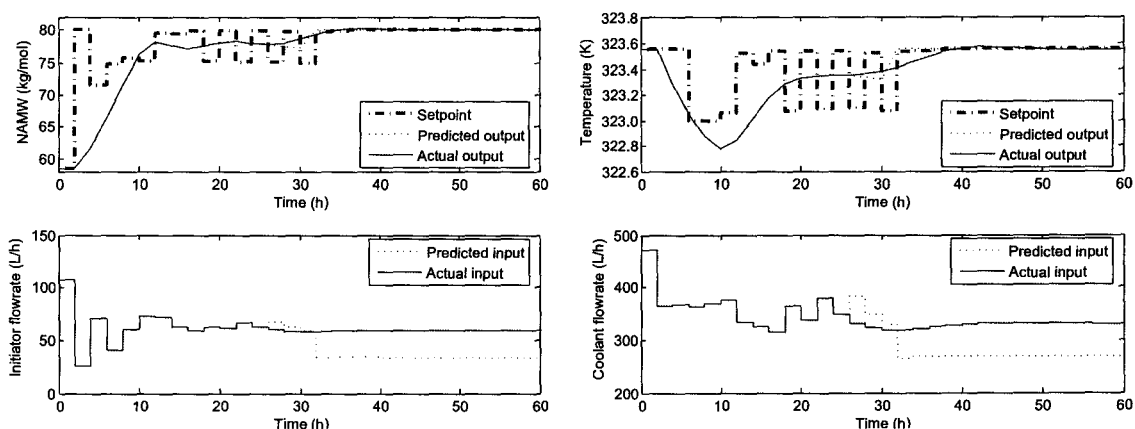 NAMW (kg/mol)
80
75
70
65
60
0 10 20 30 40 50 60
Time (h)
Setpoint
Predicted output
Actual output
Temperature (K)
323.8
323.6
323.4
323.2
323.0
322.8
322.6
0 10 20 30 40 50 60
Time (h)
Setpoint
Predicted output
Actual output
Initiator flowrate (L/h)
150
100
50
0
0 10 20 30 40 50 60
Time (h)
Predicted input
Actual input
Coolant flowrate (L/h)
500
400
300
200
0 10 20 30 40 50 60
Time (h)
Predicted input
Actual input